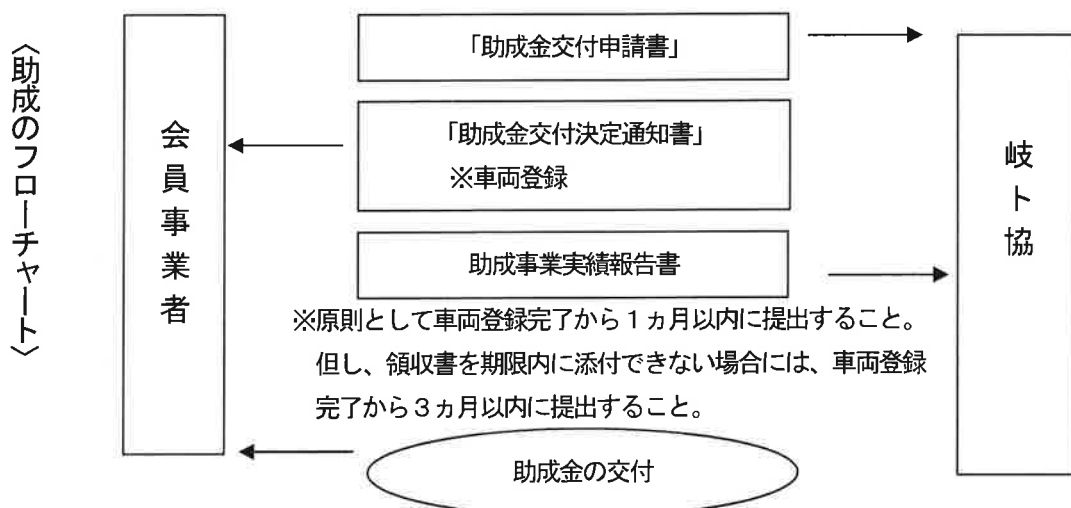 〈助成のフローチャート〉
会員事業者
「助成金交付申請書」
「助成金交付決定通知書」
※車両登録
助成事業実績報告書
※原則として車両登録完了から１ヵ月以内に提出すること。
但し、領収書を期限内に添付できない場合には、車両登録
完了から３ヵ月以内に提出すること。
助成金の交付
岐ト協